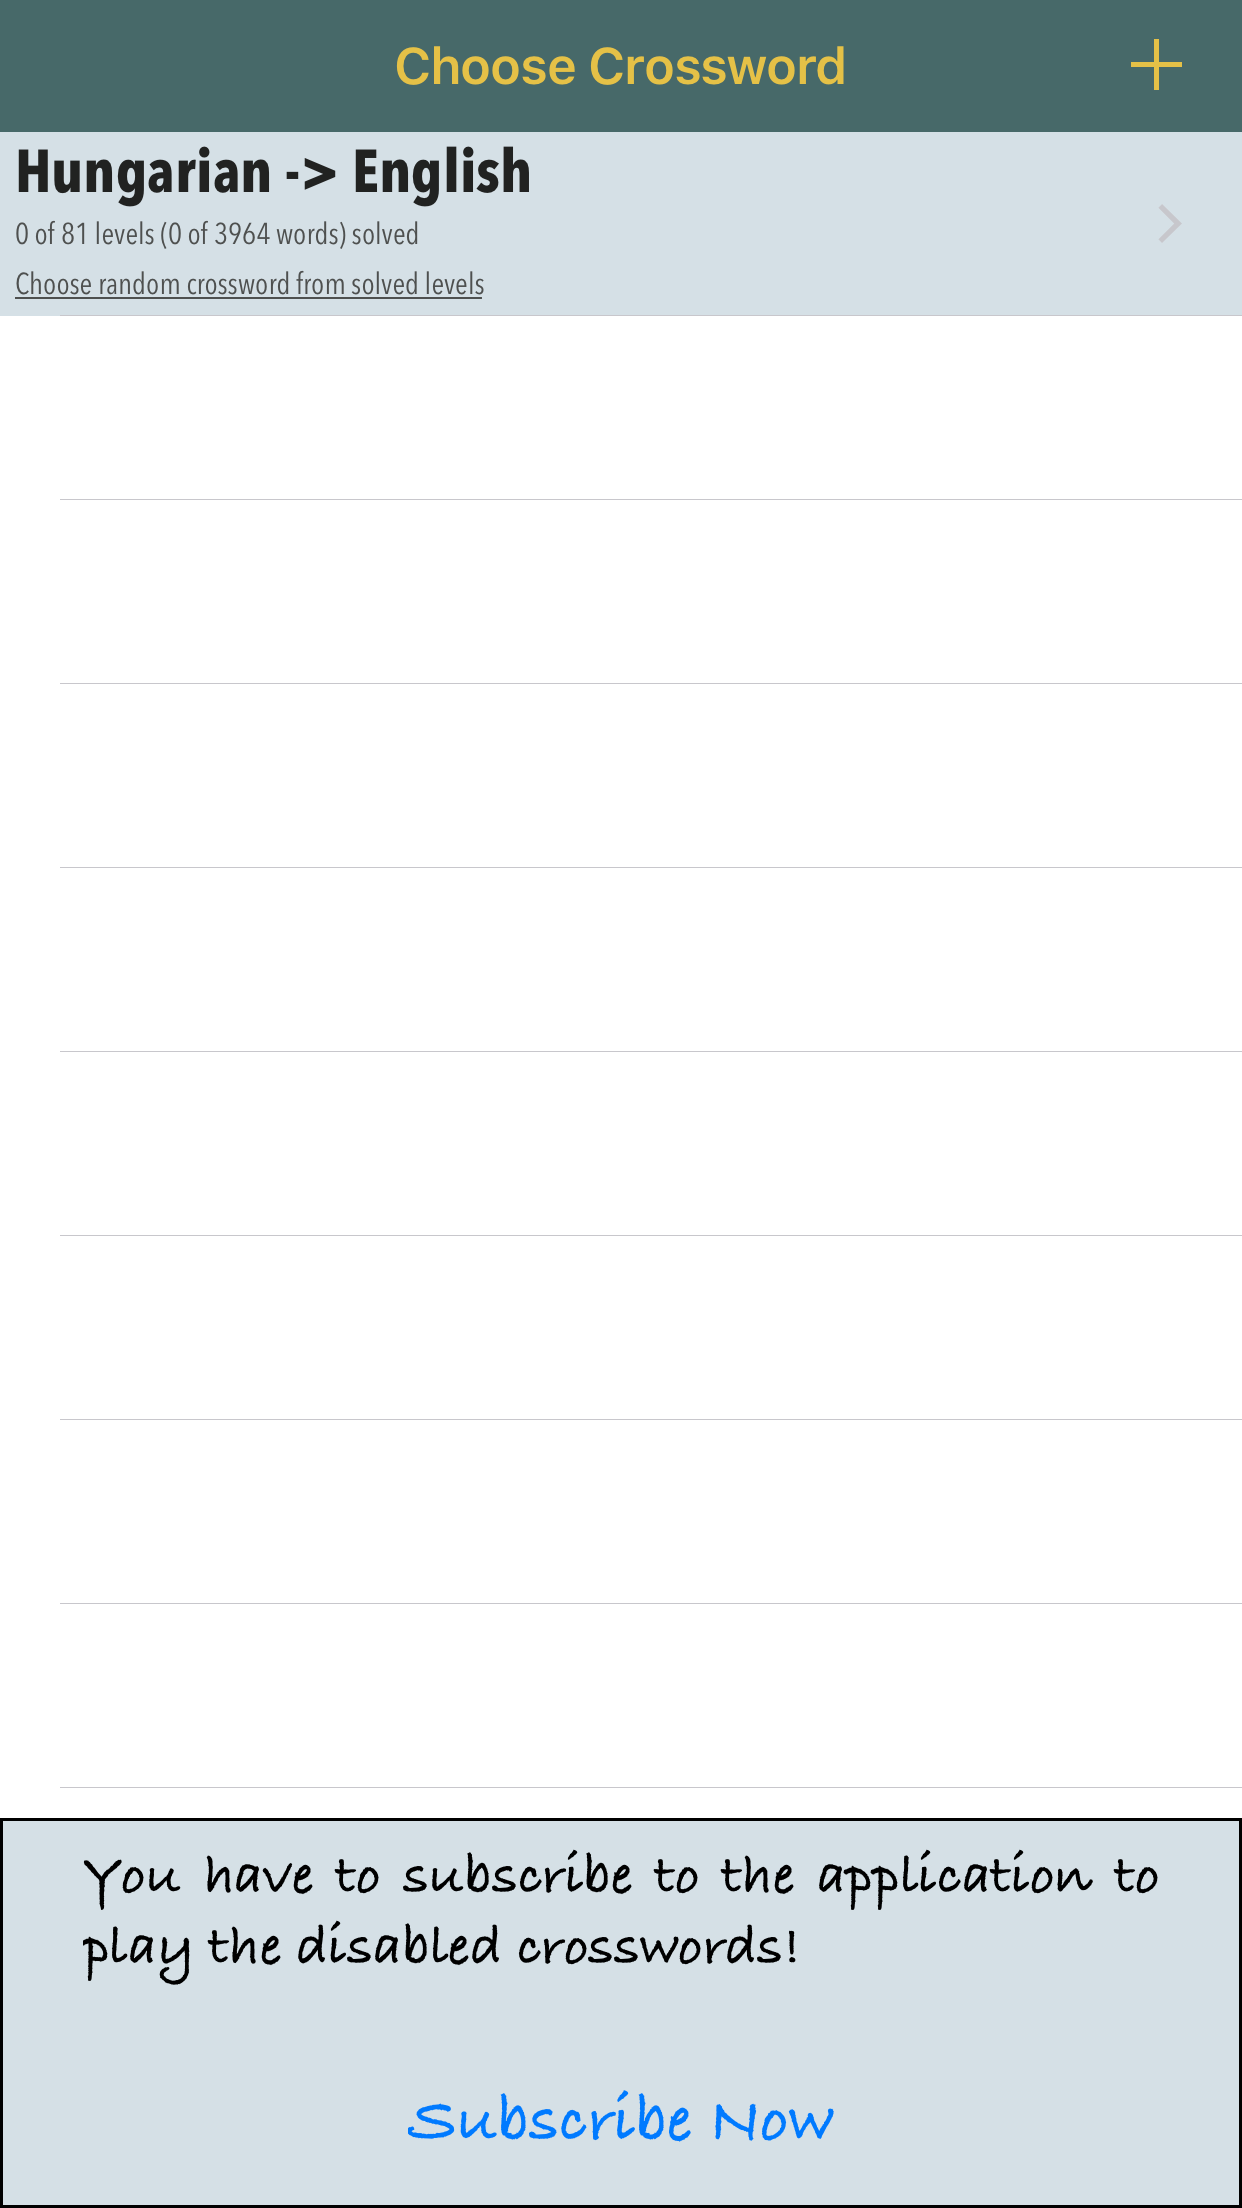 Choose Crossword
Hungarian -> English
0 of 81 levels (0 of 3964 words) solved
Choose random crossword from solved levels
You have to subscribe to the application to
play the disabled crosswords!
Subscribe Now